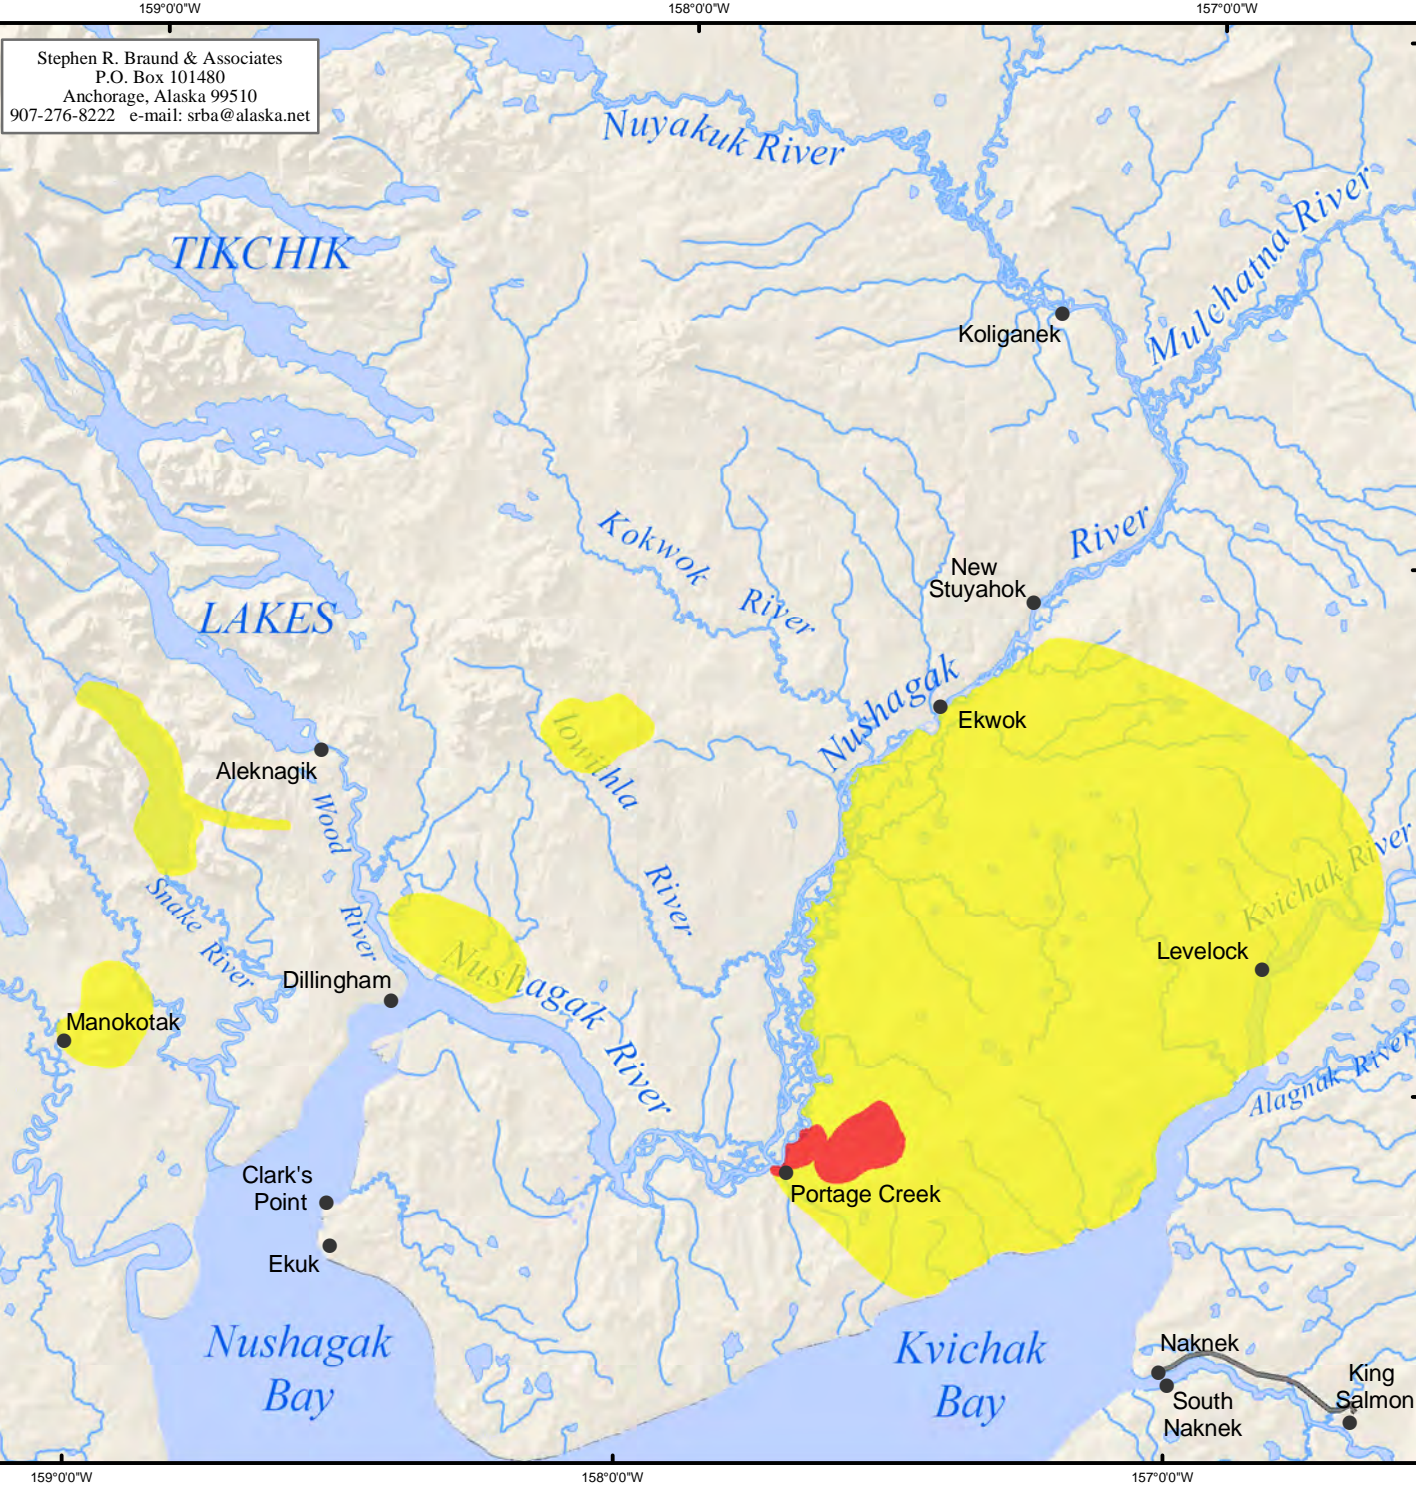 159°0'0"W
158°0'0"W
157°0'0"W
Stephen R. Braund & Associates
P.O. Box 101480
Anchorage, Alaska 99510
907-276-8222 e-mail: srba@alaska.net
Nuyakuk River
TIKCHIK
Mulchatna River
Koliganek
Kokwok
River
River
New
Stuyahok
LAKES
Nushagak
Ekwok
Iowithla
River
Aleknagik
Wood
River
Snake River
Kvichak River
Levelock
Nushagak
River
Dillingham
Manokotak
Alagnak River
Clark's
Point
Portage Creek
Ekuk
Nushagak
Bay
Kvichak
Bay
Naknek
King
Salmon
South
Naknek
159°0'0"W
158°0'0"W
157°0'0"W